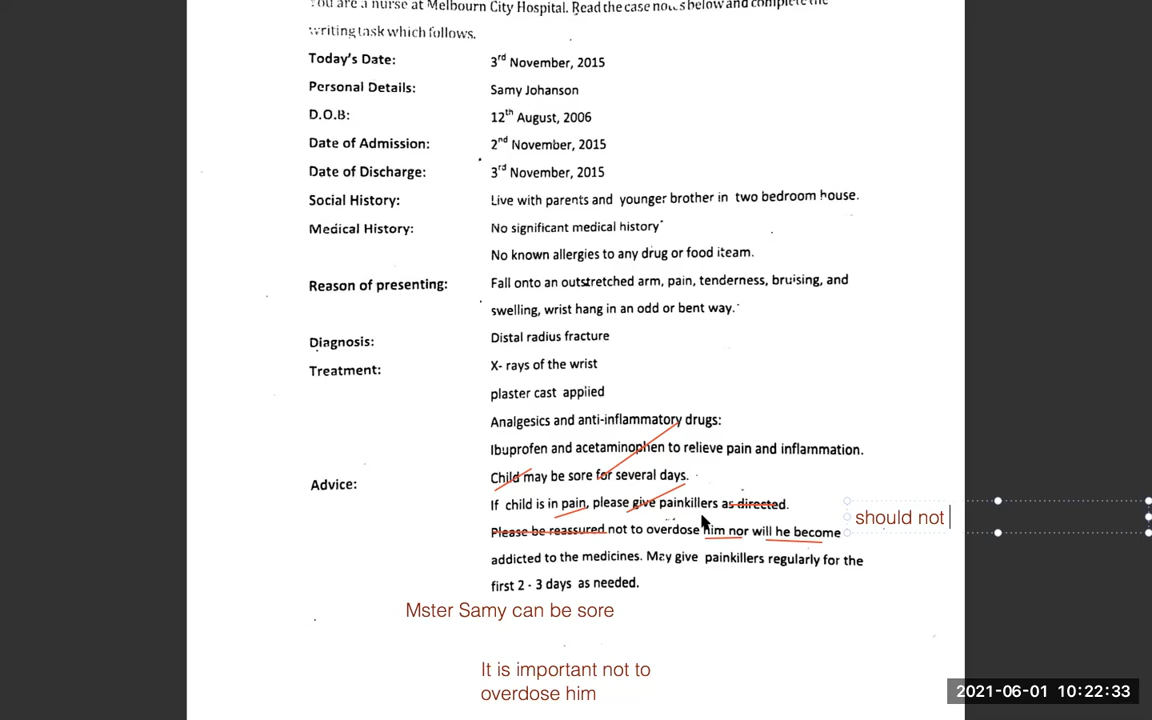 You are a nurse at Melbourn City Hospital. Read the case below and complete the
writing task which follows.
Today's Date: 3rd November, 2015
Personal Details: Samy Johanson
D.O.B: 12th August, 2006
Date of Admission: 2nd November, 2015
Date of Discharge: 3rd November, 2015
Social History: Live with parents and younger brother in two bedroom house.
Medical History: No significant medical history
No known allergies to any drug or food iteam.
Reason of presenting: Fall onto an outstretched arm, pain, tenderness, bruising, and
swelling, wrist hang in an odd or bent way.
Diagnosis: Distal radius fracture
Treatment: X- rays of the wrist
plaster cast applied
Analgesics and anti-inflammatory drugs:
Ibuprofen and acetaminophen to relieve pain and inflammation.
Child may be sore for several days.
Advice: If child is in pain, please give painkillers as directed.
should not
Please be reassured not to overdose him nor will he become
addicted to the medicines. May give painkillers regularly for the
first 2 - 3 days as needed.
Mster Samy can be sore
It is important not to
overdose him
2021-06-01 10:22:33